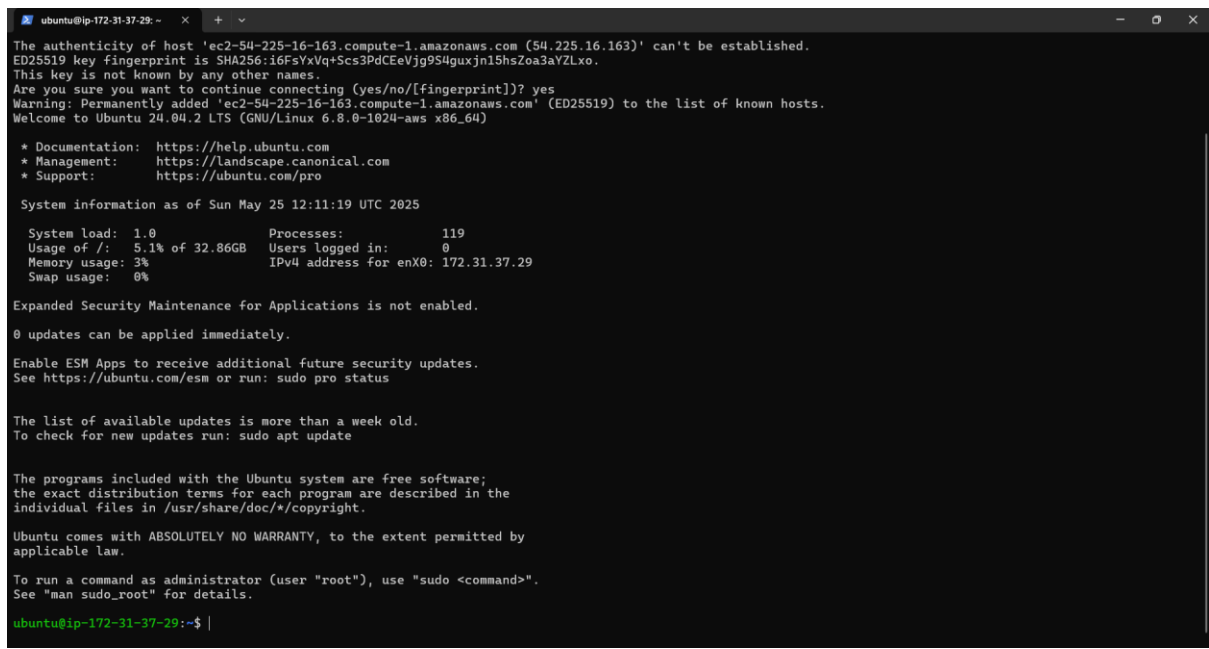 ubuntu@ip-172-31-37-29: ~
The authenticity of host 'ec2-54-225-16-163.compute-1.amazonaws.com (54.225.16.163)' can't be established.
ED25519 key fingerprint is SHA256:i6FsYxVq+Scs3PdCEeVjg9S4guxjn15hsZoa3aYZLxo.
This key is not known by any other names.
Are you sure you want to continue connecting (yes/no/[fingerprint])? yes
Warning: Permanently added 'ec2-54-225-16-163.compute-1.amazonaws.com' (ED25519) to the list of known hosts.
Welcome to Ubuntu 24.04.2 LTS (GNU/Linux 6.8.0-1024-aws x86_64)
* Documentation:  https://help.ubuntu.com
* Management:     https://landscape.canonical.com
* Support:        https://ubuntu.com/pro
System information as of Sun May 25 12:11:19 UTC 2025
System load:  1.0                Processes:             119
Usage of /:   5.1% of 32.86GB   Users logged in:       0
Memory usage: 3%                 IPv4 address for enX0: 172.31.37.29
Swap usage:   0%
Expanded Security Maintenance for Applications is not enabled.
0 updates can be applied immediately.
Enable ESM Apps to receive additional future security updates.
See https://ubuntu.com/esm or run: sudo pro status
The list of available updates is more than a week old.
To check for new updates run: sudo apt update
The programs included with the Ubuntu system are free software;
the exact distribution terms for each program are described in the
individual files in /usr/share/doc/*/copyright.
Ubuntu comes with ABSOLUTELY NO WARRANTY, to the extent permitted by
applicable law.
To run a command as administrator (user "root"), use "sudo <command>".
See "man sudo_root" for details.
ubuntu@ip-172-31-37-29:~$